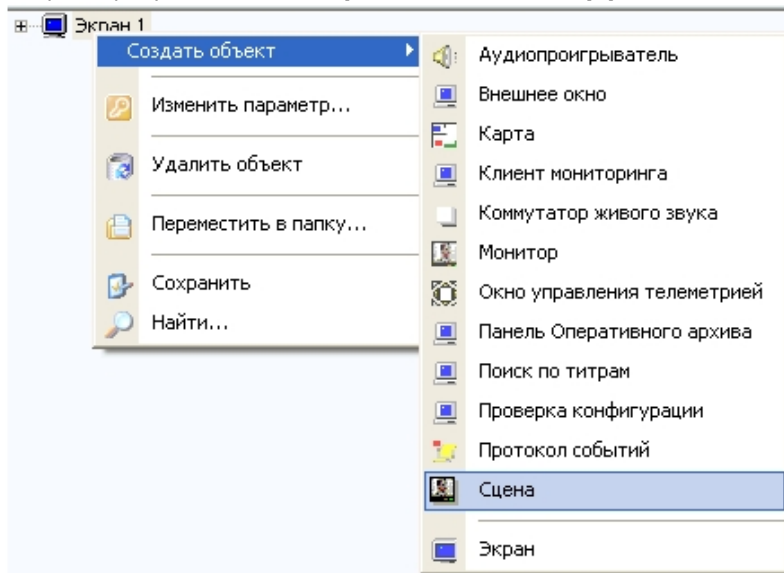 Экран 1
Создать объект
Изменить параметр...
Удалить объект
Переместить в папку...
Сохранить
Найти...
Аудиопроигрыватель
Внешнее окно
Карта
Клиент мониторинга
Коммутатор живого звука
Монитор
Окно управления телеметрией
Панель Оперативного архива
Поиск по титрам
Проверка конфигурации
Протокол событий
Сцена
Экран